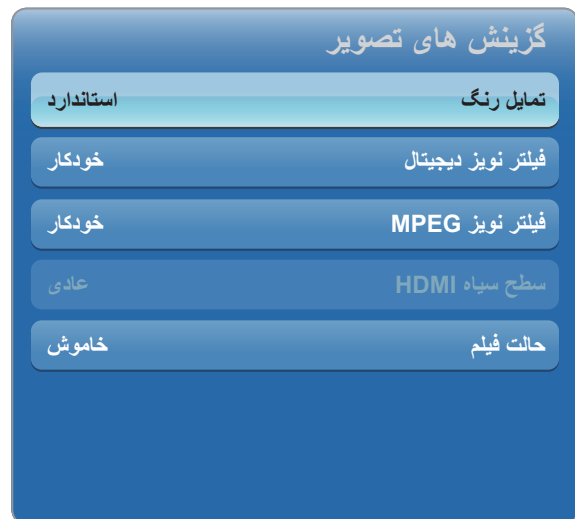 گزینش های تصویر
تمایل رنگ استاندارد
فیلتر نویز دیجیتال خودکار
فیلتر نویز MPEG خودکار
سطح سیاه HDMI عادی
حالت فیلم خاموش